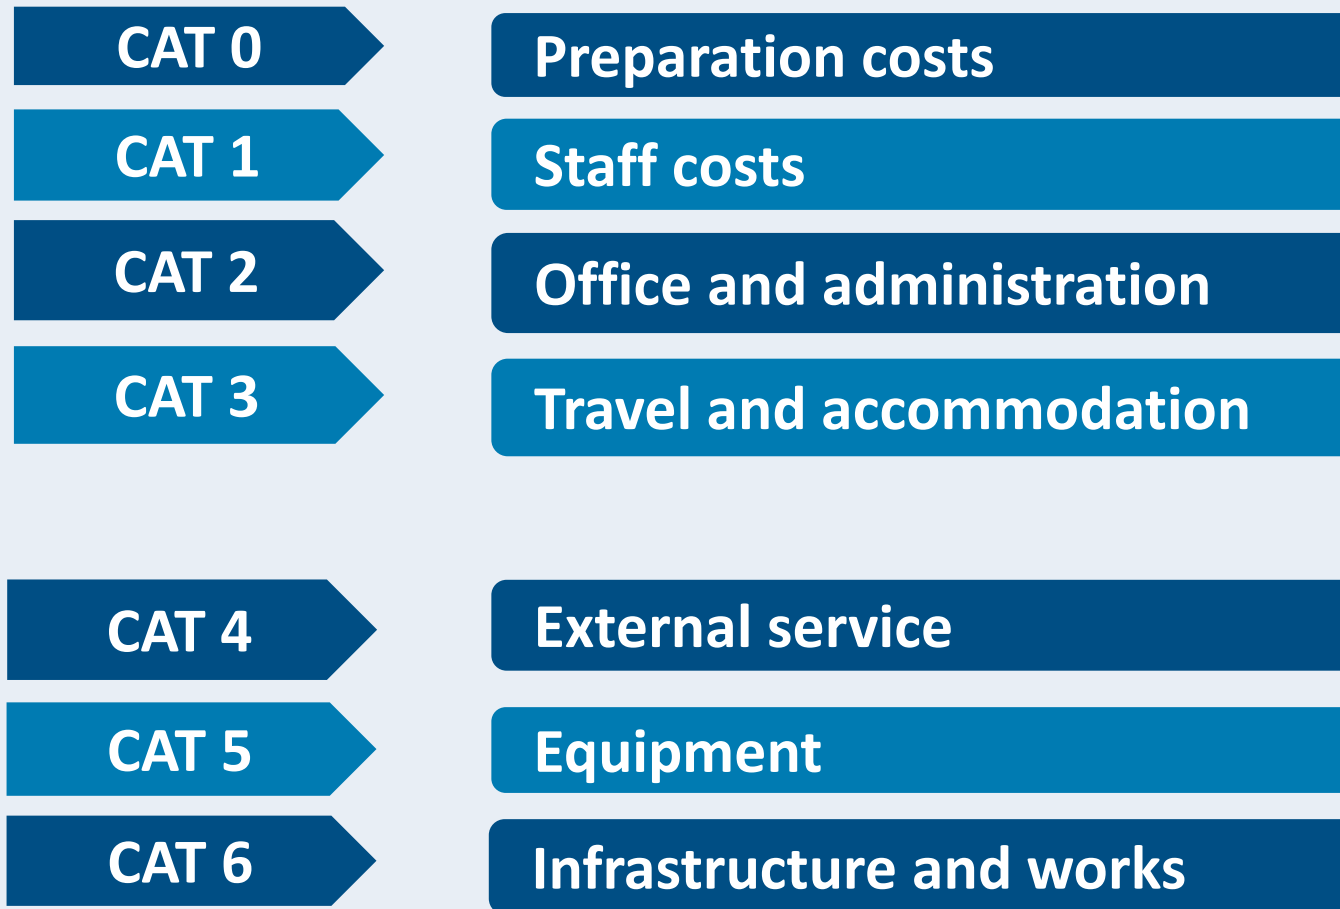 CAT 0
Preparation costs
CAT 1
Staff costs
CAT 2
Office and administration
CAT 3
Travel and accommodation
CAT 4
External service
CAT 5
Equipment
CAT 6
Infrastructure and works